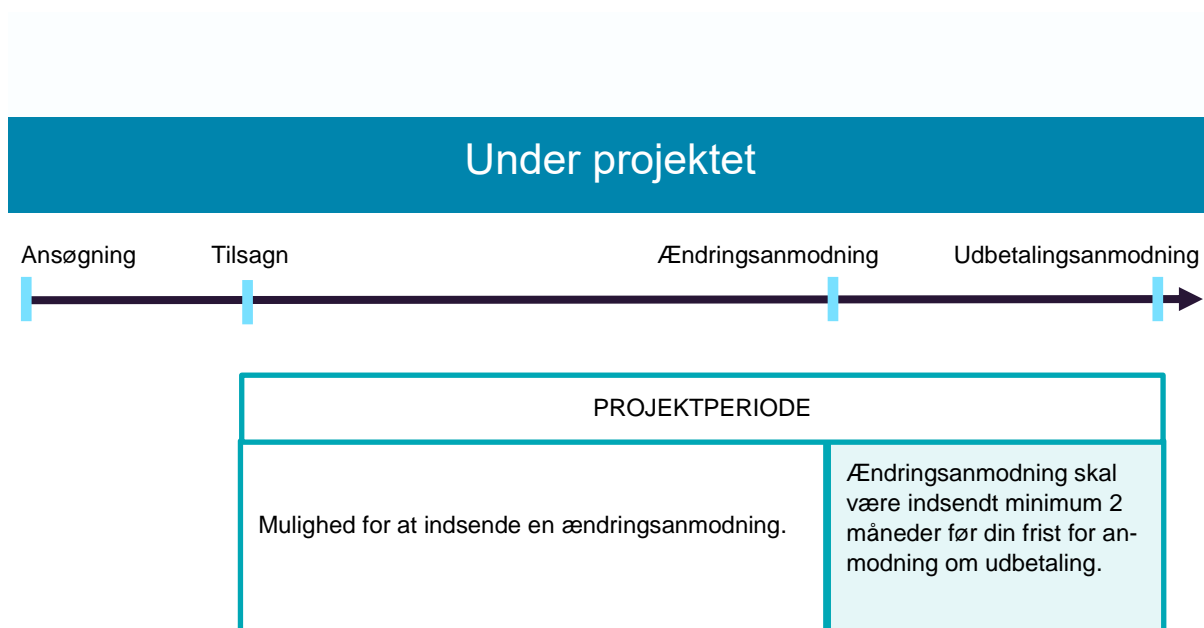 Under projektet
Ansøgning Tilsagn Ændringsanmodning Udbetalingsanmodning
PROJEKTPERIODE
Mulighed for at indsende en ændringsanmodning.
Ændringsanmodning skal
være indsendt minimum 2
måneder før din frist for an-
modning om udbetaling.